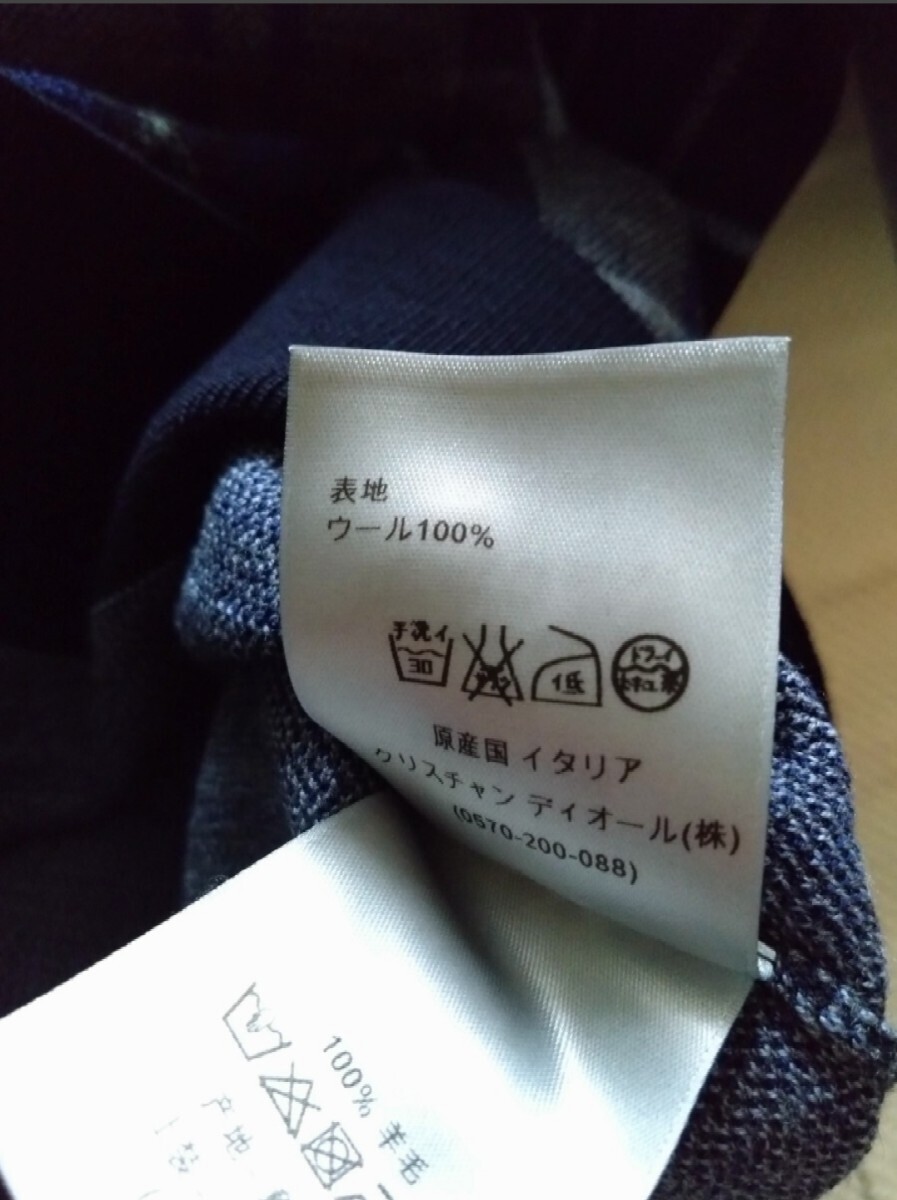 表地
ウール100%
手洗イ 30 低 ドライ
原産国 イタリア
クリスチャン ディオール(株)
(0570-200-088)
100% 羊毛
产地